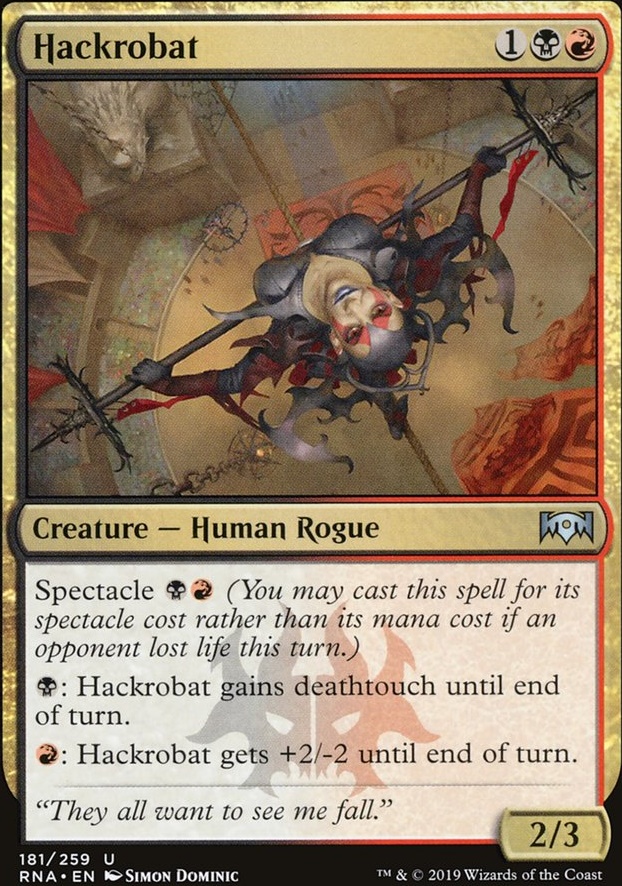 Hackrobat 1
Creature — Human Rogue
Spectacle (You may cast this spell for its
spectacle cost rather than its mana cost if an
opponent lost life this turn.)
: Hackrobat gains deathtouch until end
of turn.
: Hackrobat gets +2/-2 until end of turn.
“They all want to see me fall.”
2/3
181/259 U
RNA • EN Simon Dominic
™ & © 2019 Wizards of the Coast